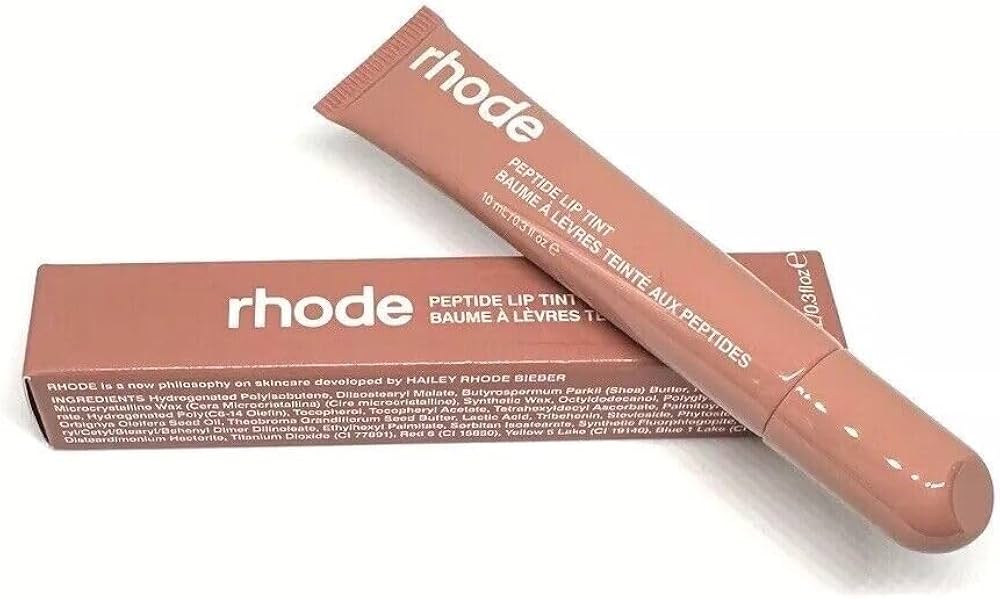 rhode
PEPTIDE LIP TINT
BAUME À LÈVRES TEINTÉ AUX PEPTIDES
10 mL/0.3 fl oz e
rhode
PEPTIDE LIP TINT
BAUME À LÈVRES TE
/0.3fl oz e
RHODE is a now philosophy on skincare developed by HAILEY RHODE BIEBER
INGREDIENTS Hydrogenated Polyisobutene, Diisostearyl Malate, Butyrospermum Parkii (Shea) Butter,
Microcrystalline Wax (Cera Microcristallina) (Cire microcristalline), Synthetic Wax, Octyldodecanol, Polygly
Hydrogenated Poly(C6-14 Olefin), Tocopherol, Tocopheryl Acetate, Tetrahexyldecyl Ascorbate, Palmitoy
Orbignya Oleifera Seed Oil, Theobroma Grandiflorum Seed Butter, Lactic Acid, Tribehenin, Stevioside,
Dimer Dilinoleate, Ethylhexyl Palmitate, Sorbitan Isostearate, Synthetic Fluorphlogopite,
Hectorite, Titanium Dioxide (CI 77891), Red 6 (CI 15850), Yellow 5 Lake (CI 19140), Blue 1 Lake